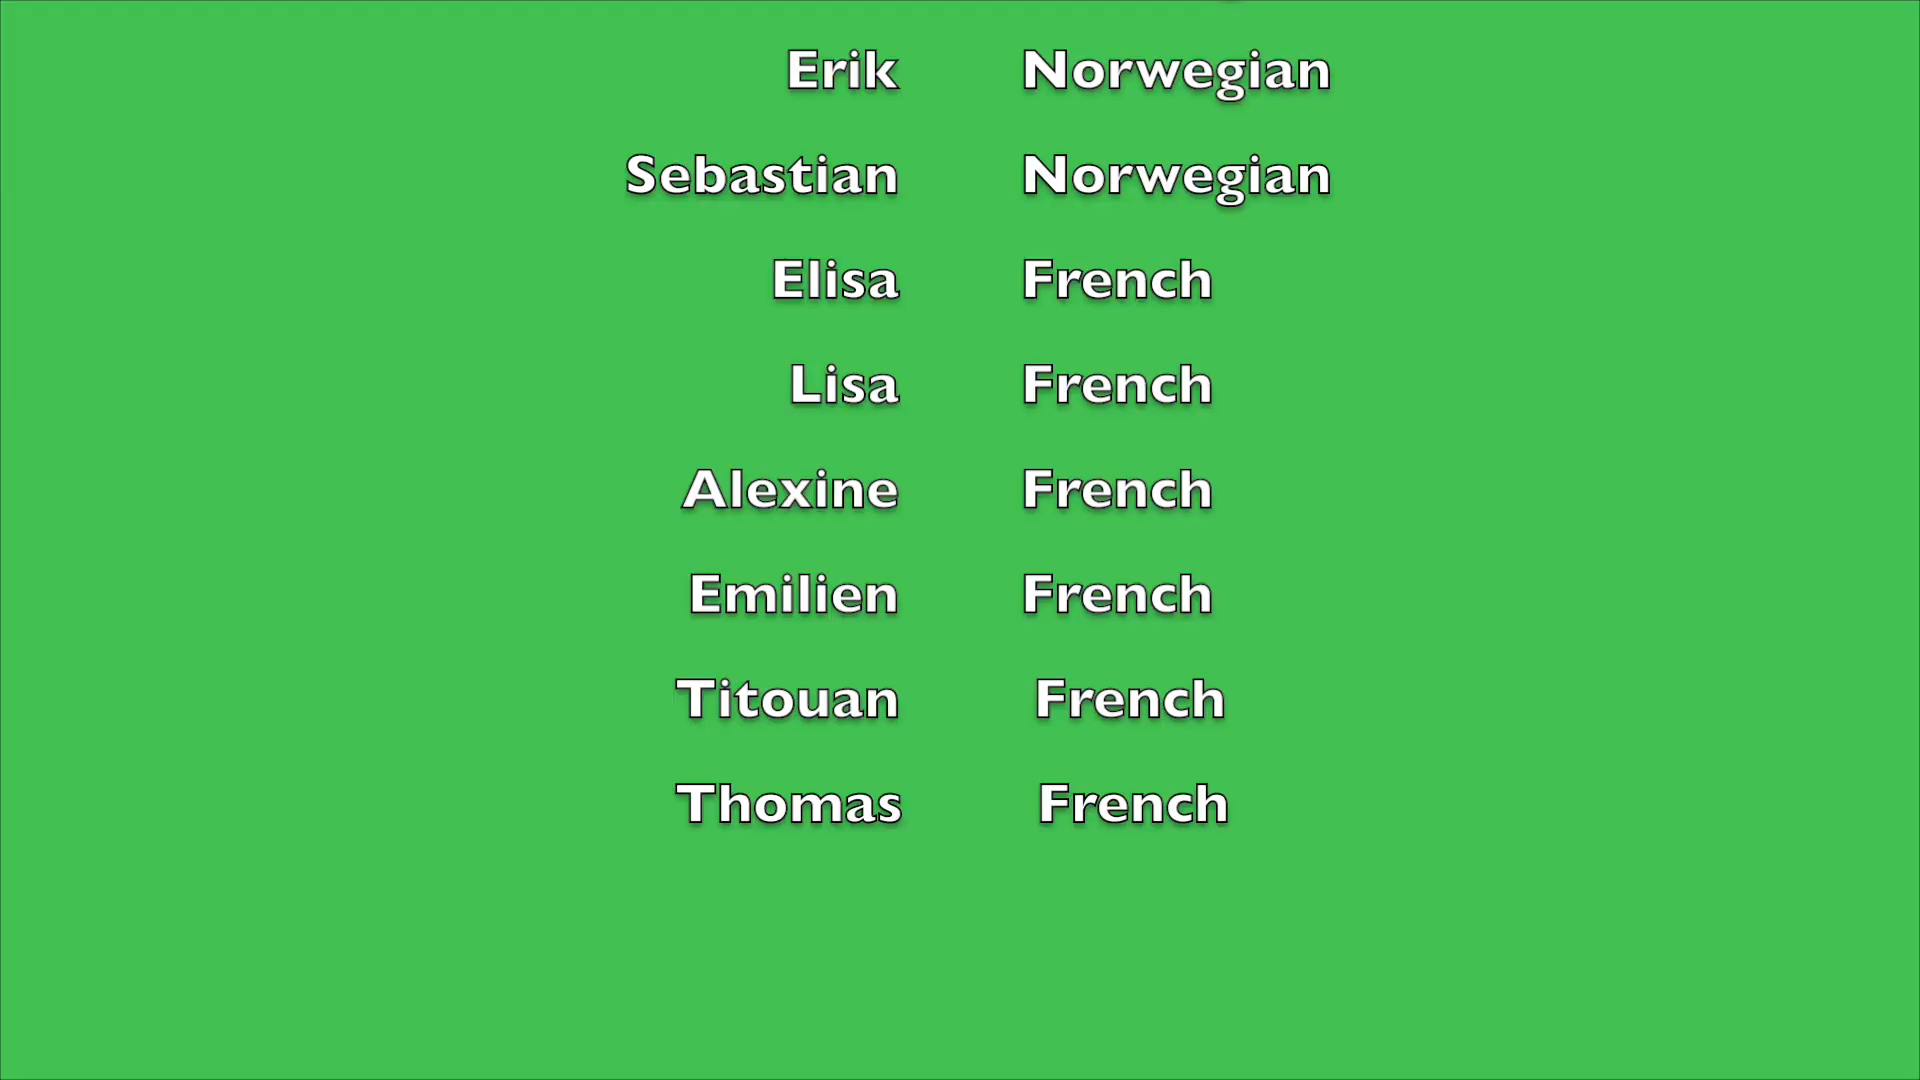 Erik Norwegian
Sebastian Norwegian
Elisa French
Lisa French
Alexine French
Emilien French
Titouan French
Thomas French